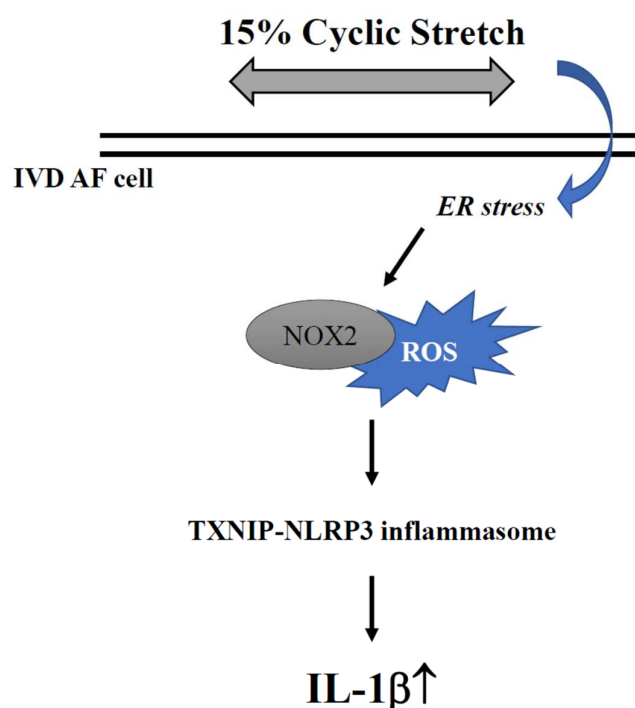 15% Cyclic Stretch
IVD AF cell
ER stress
NOX2
ROS
TXNIP-NLRP3 inflammasome
IL-1β↑